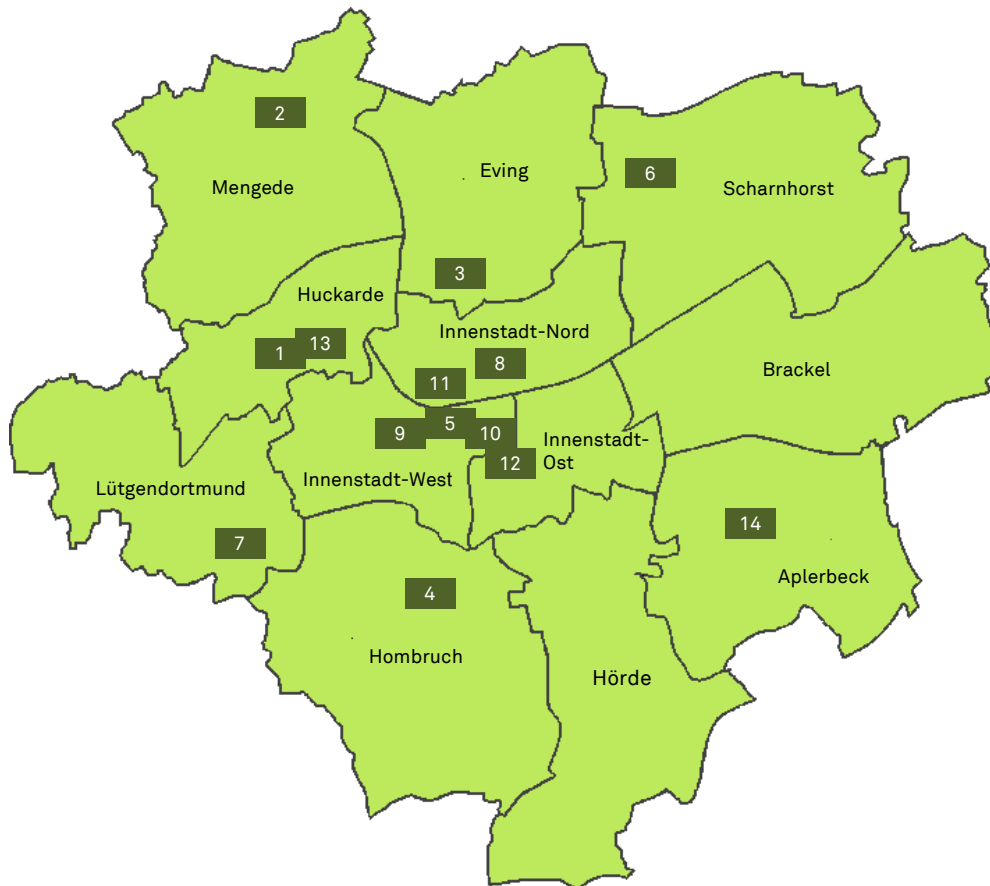 2
Eving
6
Mengede
Scharnhorst
3
Huckarde
Innenstadt-Nord
13
1
8
Brackel
11
5
9
10
Innenstadt-
Ost
12
Innenstadt-West
Lütgendortmund
14
7
Aplerbeck
4
Hombruch
Hörde